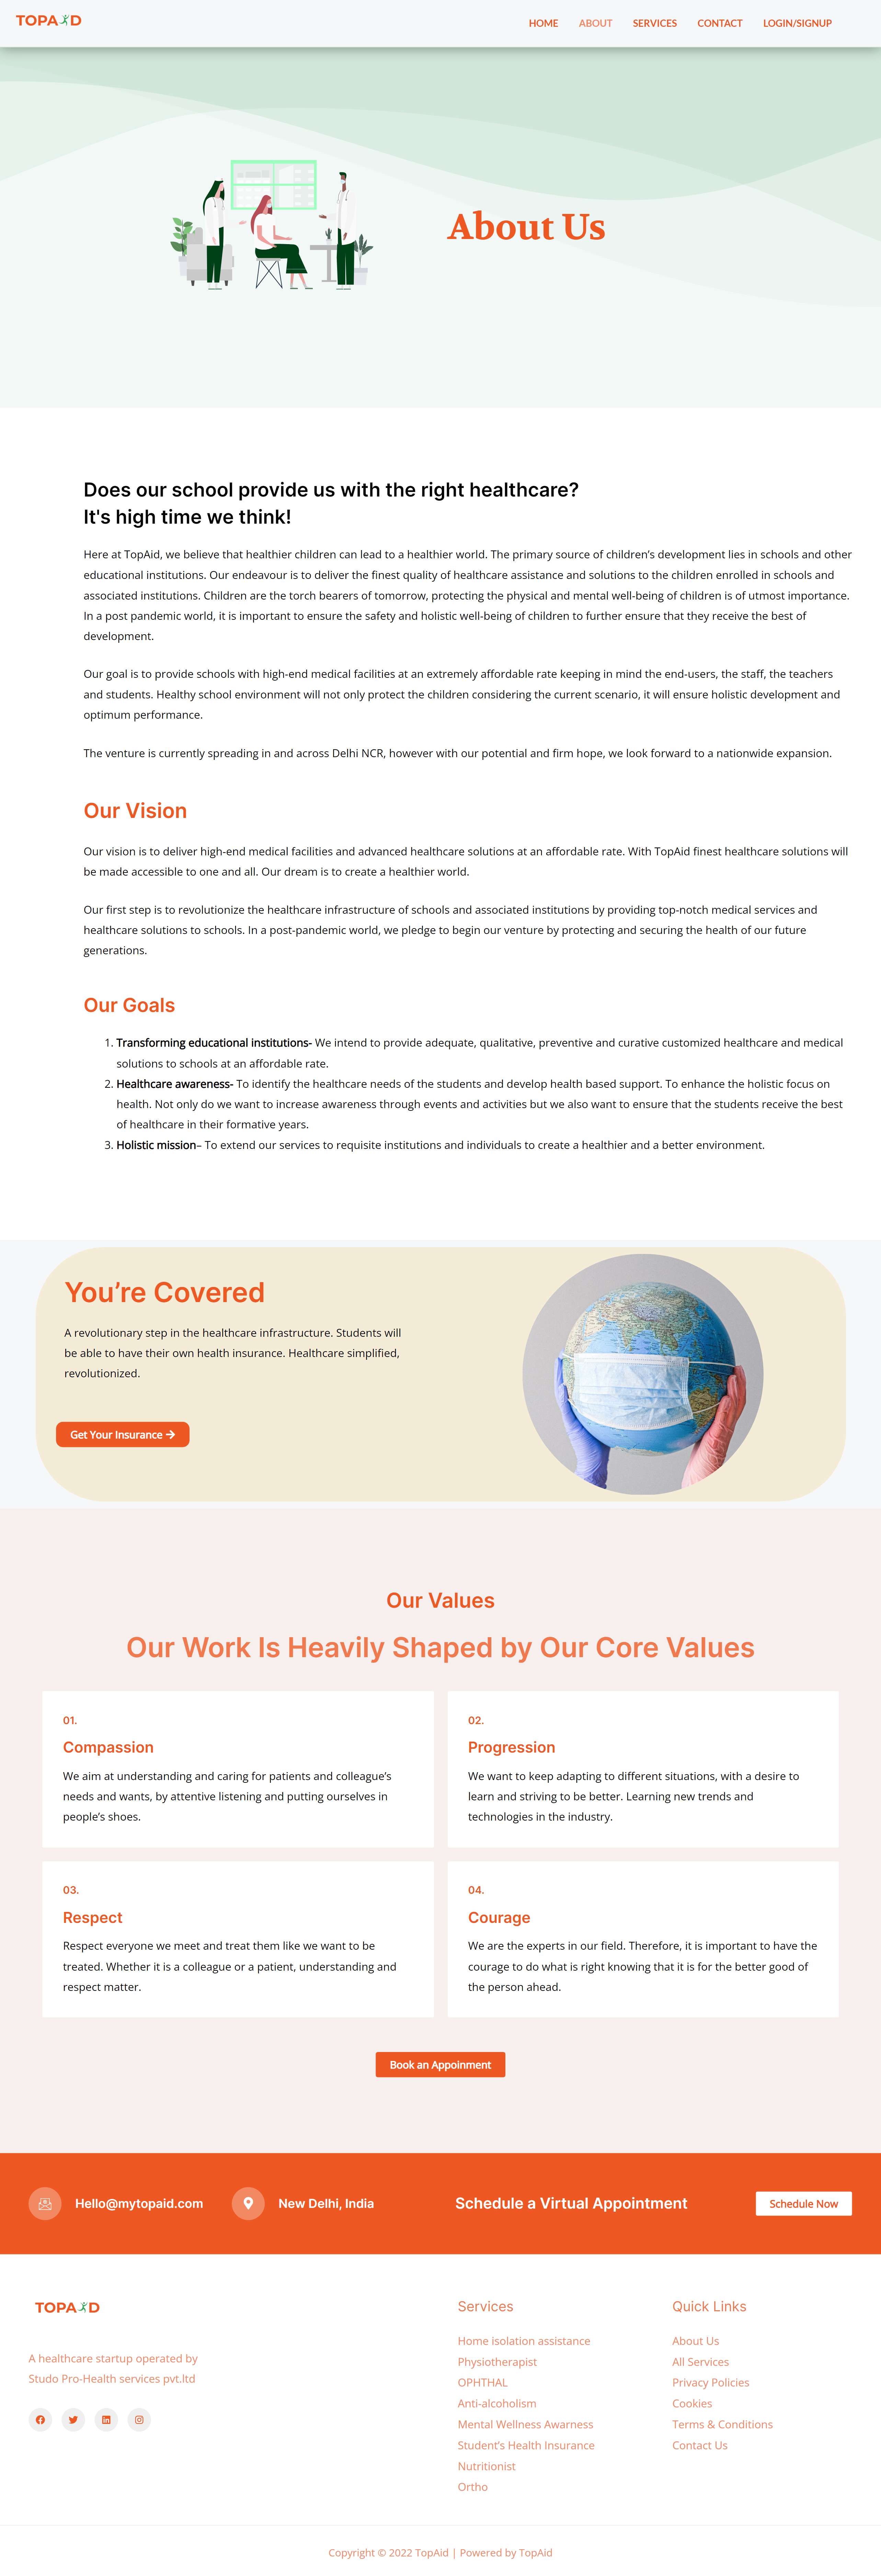 TOPAID
HOME ABOUT SERVICES CONTACT LOGIN/SIGNUP
About Us
Does our school provide us with the right healthcare?
It's high time we think!
Here at TopAid, we believe that healthier children can lead to a healthier world. The primary source of children’s development lies in schools and other
educational institutions. Our endeavour is to deliver the finest quality of healthcare assistance and solutions to the children enrolled in schools and
associated institutions. Children are the torch bearers of tomorrow, protecting the physical and mental well-being of children is of utmost importance.
In a post pandemic world, it is important to ensure the safety and holistic well-being of children to further ensure that they receive the best of
development.
Our goal is to provide schools with high-end medical facilities at an extremely affordable rate keeping in mind the end-users, the staff, the teachers
and students. Healthy school environment will not only protect the children considering the current scenario, it will ensure holistic development and
optimum performance.
The venture is currently spreading in and across Delhi NCR, however with our potential and firm hope, we look forward to a nationwide expansion.
Our Vision
Our vision is to deliver high-end medical facilities and advanced healthcare solutions at an affordable rate. With TopAid finest healthcare solutions will
be made accessible to one and all. Our dream is to create a healthier world.
Our first step is to revolutionize the healthcare infrastructure of schools and associated institutions by providing top-notch medical services and
healthcare solutions to schools. In a post-pandemic world, we pledge to begin our venture by protecting and securing the health of our future
generations.
Our Goals
1. Transforming educational institutions- We intend to provide adequate, qualitative, preventive and curative customized healthcare and medical
solutions to schools at an affordable rate.
2. Healthcare awareness- To identify the healthcare needs of the students and develop health based support. To enhance the holistic focus on
health. Not only do we want to increase awareness through events and activities but we also want to ensure that the students receive the best
of healthcare in their formative years.
3. Holistic mission– To extend our services to requisite institutions and individuals to create a healthier and a better environment.
You’re Covered
A revolutionary step in the healthcare infrastructure. Students will
be able to have their own health insurance. Healthcare simplified,
revolutionized.
Get Your Insurance
Our Values
Our Work Is Heavily Shaped by Our Core Values
01.
Compassion
We aim at understanding and caring for patients and colleague’s
needs and wants, by attentive listening and putting ourselves in
people’s shoes.
02.
Progression
We want to keep adapting to different situations, with a desire to
learn and striving to be better. Learning new trends and
technologies in the industry.
03.
Respect
Respect everyone we meet and treat them like we want to be
treated. Whether it is a colleague or a patient, understanding and
respect matter.
04.
Courage
We are the experts in our field. Therefore, it is important to have the
courage to do what is right knowing that it is for the better good of
the person ahead.
Book an Appoinment
Hello@mytopaid.com
New Delhi, India
Schedule a Virtual Appointment
Schedule Now
TOPAID
A healthcare startup operated by
Studo Pro-Health services pvt.ltd
Services
Home isolation assistance
Physiotherapist
OPHTHAL
Anti-alcoholism
Mental Wellness Awarness
Student’s Health Insurance
Nutritionist
Ortho
Quick Links
About Us
All Services
Privacy Policies
Cookies
Terms & Conditions
Contact Us
Copyright © 2022 TopAid | Powered by TopAid